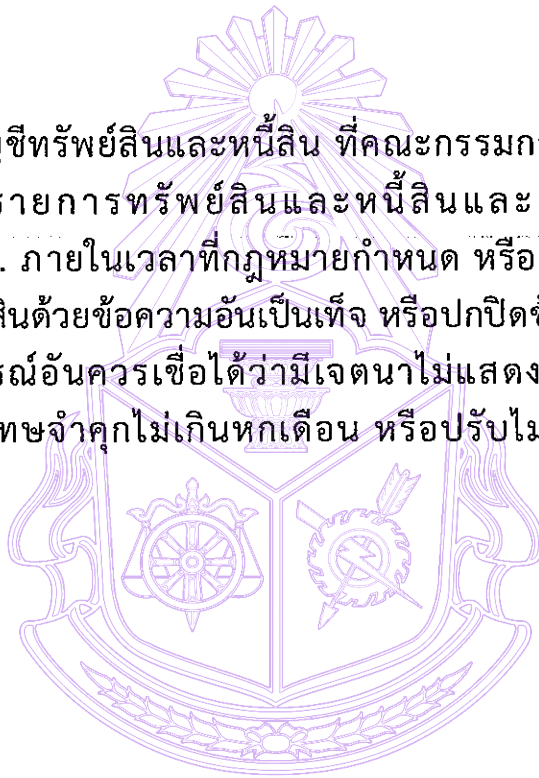 ชีทรัพย์สินและหนี้สิน ที่คณะกรรมก
รายการทรัพย์สินและหนี้สินและ
. ภายในเวลาที่กฎหมายกำหนด หรือ
สินด้วยข้อความอันเป็นเท็จ หรือปกปิดข้
รณ์อันควรเชื่อได้ว่ามีเจตนาไม่แสดง
ทษจำคุกไม่เกินหกเดือน หรือปรับไม